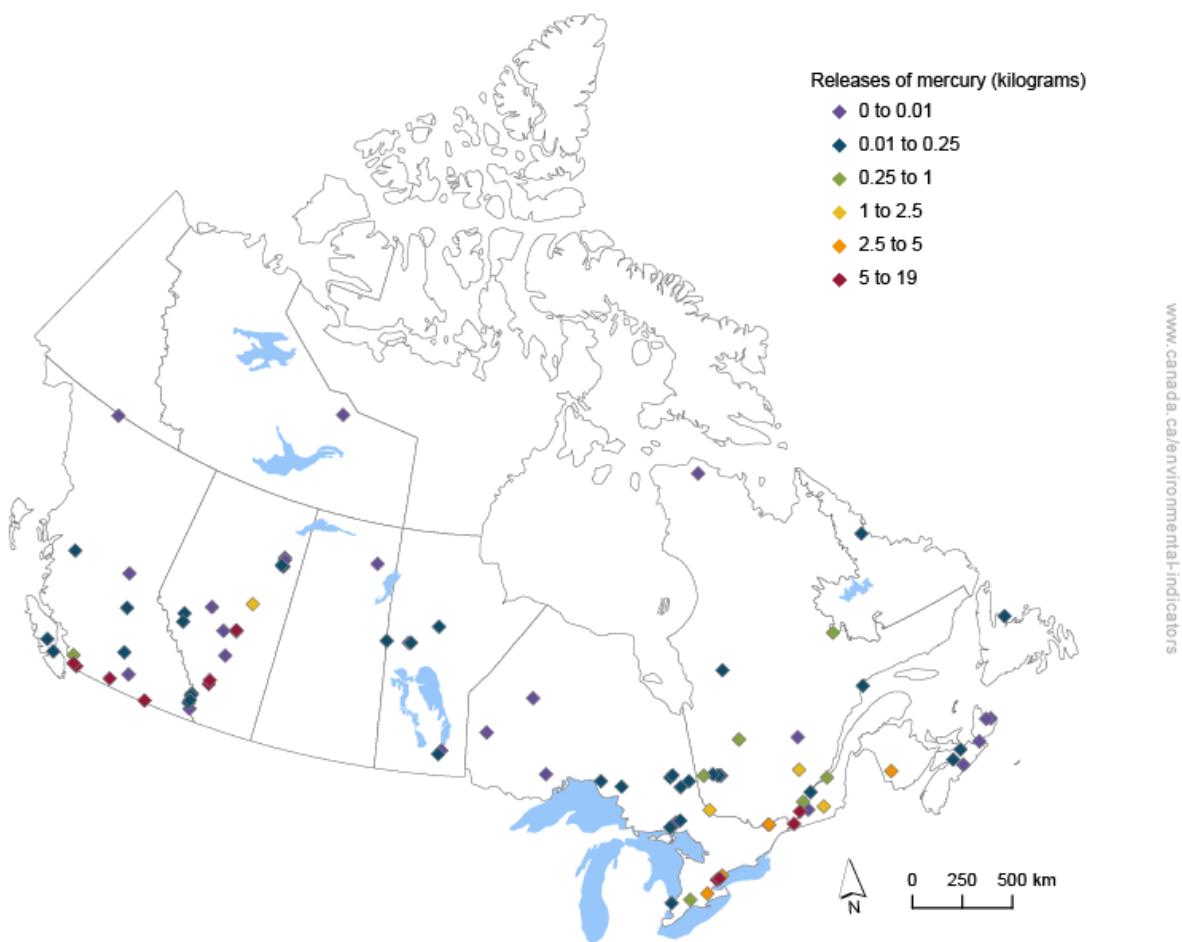 Releases of mercury (kilograms)
0 to 0.01
0.01 to 0.25
0.25 to 1
1 to 2.5
2.5 to 5
5 to 19
www.canada.ca/environmental-indicators
N
0 250 500 km